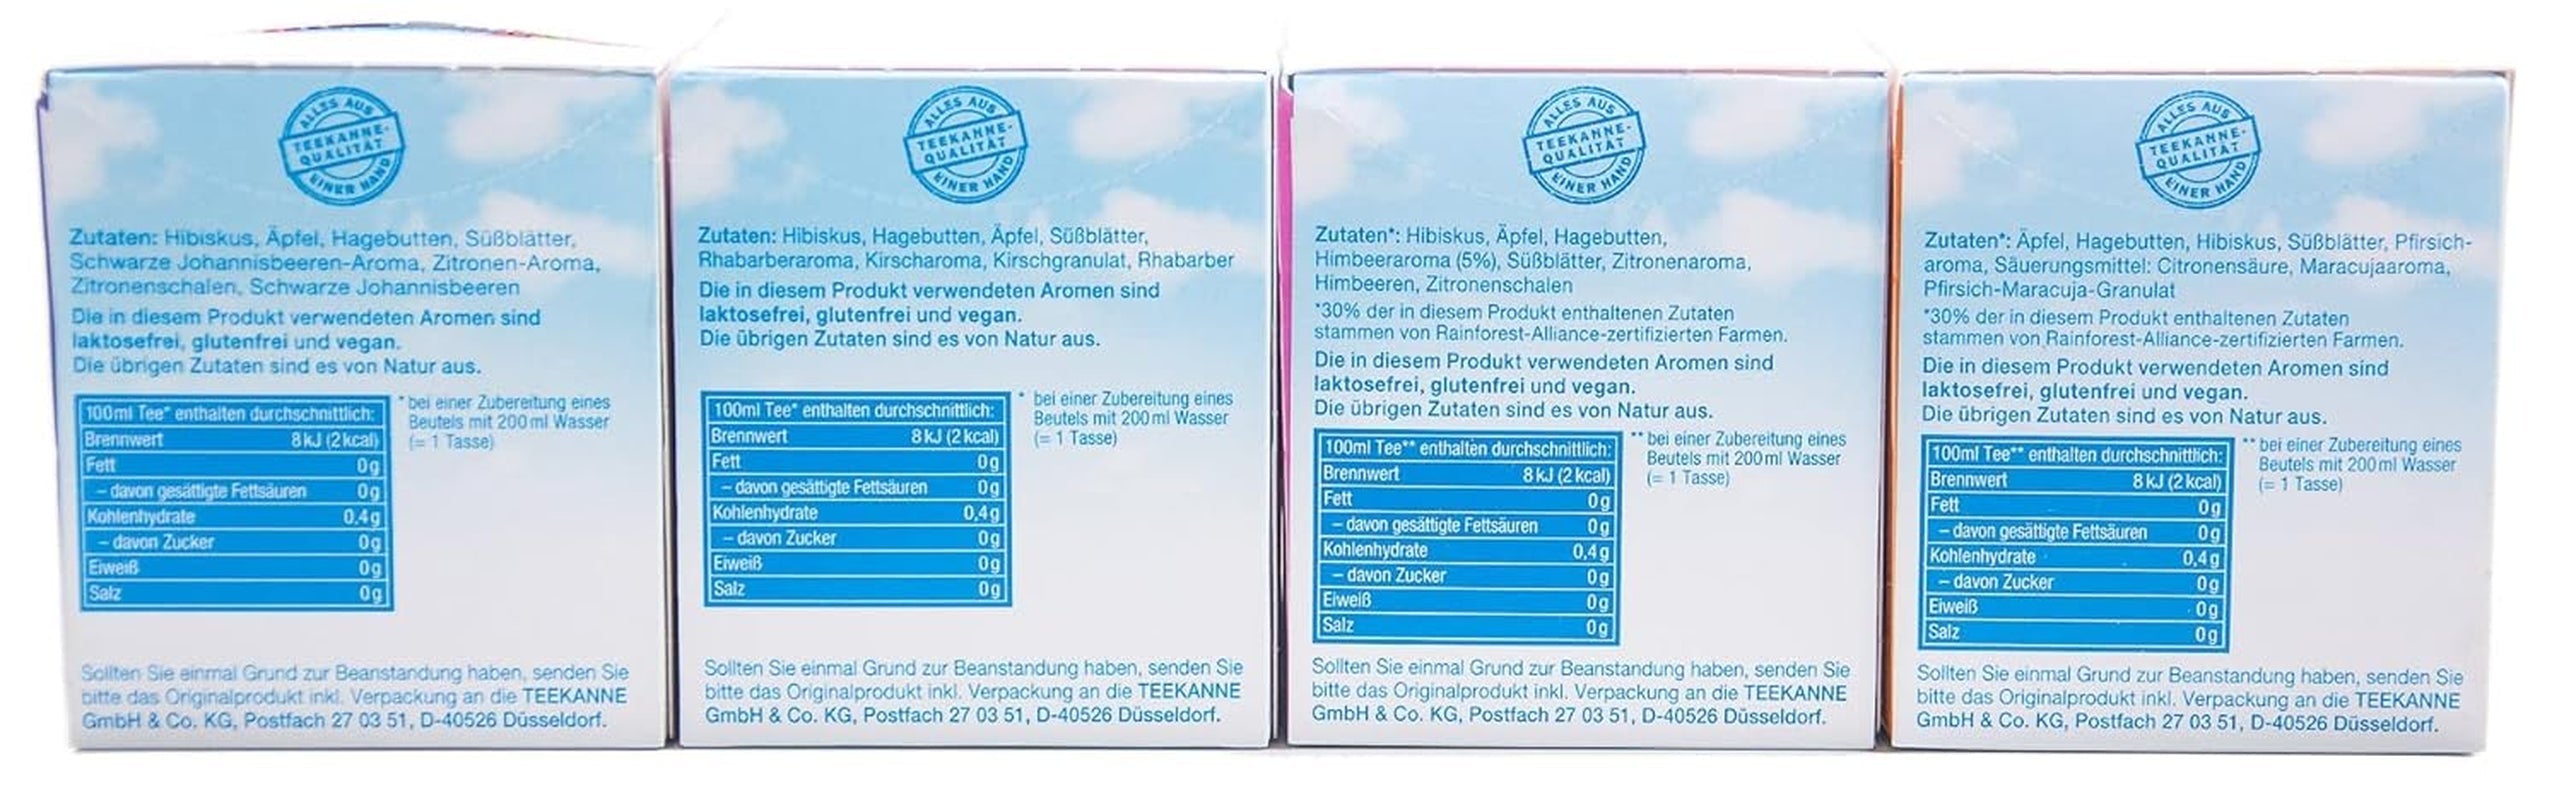 ALLES AUS
TEEKANNE-
QUALITÄT
EINER HAND
Zutaten: Hibiskus, Äpfel, Hagebutten, Süßblätter,
Schwarze Johannisbeeren-Aroma, Zitronen-Aroma,
Zitronenschalen, Schwarze Johannisbeeren
Die in diesem Produkt verwendeten Aromen sind
laktosefrei, glutenfrei und vegan.
Die übrigen Zutaten sind es von Natur aus.
100ml Tee* enthalten durchschnittlich:
Brennwert 8 kJ (2 kcal)
Fett 0 g
– davon gesättigte Fettsäuren 0 g
Kohlenhydrate 0,4 g
– davon Zucker 0 g
Eiweiß 0 g
Salz 0 g
* bei einer Zubereitung eines
Beutels mit 200 ml Wasser
(= 1 Tasse)
Sollten Sie einmal Grund zur Beanstandung haben, senden Sie
bitte das Originalprodukt inkl. Verpackung an die TEEKANNE
GmbH & Co. KG, Postfach 27 03 51, D-40526 Düsseldorf.
ALLES AUS
TEEKANNE-
QUALITÄT
EINER HAND
Zutaten: Hibiskus, Hagebutten, Äpfel, Süßblätter,
Rhabarberaroma, Kirscharoma, Kirschgranulat, Rhabarber
Die in diesem Produkt verwendeten Aromen sind
laktosefrei, glutenfrei und vegan.
Die übrigen Zutaten sind es von Natur aus.
100ml Tee* enthalten durchschnittlich:
Brennwert 8 kJ (2 kcal)
Fett 0 g
– davon gesättigte Fettsäuren 0 g
Kohlenhydrate 0,4 g
– davon Zucker 0 g
Eiweiß 0 g
Salz 0 g
* bei einer Zubereitung eines
Beutels mit 200 ml Wasser
(= 1 Tasse)
Sollten Sie einmal Grund zur Beanstandung haben, senden Sie
bitte das Originalprodukt inkl. Verpackung an die TEEKANNE
GmbH & Co. KG, Postfach 27 03 51, D-40526 Düsseldorf.
ALLES AUS
TEEKANNE-
QUALITÄT
EINER HAND
Zutaten*: Hibiskus, Äpfel, Hagebutten,
Himbeeraroma (5%), Süßblätter, Zitronenaroma,
Himbeeren, Zitronenschalen
*30% der in diesem Produkt enthaltenen Zutaten
stammen von Rainforest-Alliance-zertifizierten Farmen.
Die in diesem Produkt verwendeten Aromen sind
laktosefrei, glutenfrei und vegan.
Die übrigen Zutaten sind es von Natur aus.
100ml Tee** enthalten durchschnittlich:
Brennwert 8 kJ (2 kcal)
Fett 0 g
– davon gesättigte Fettsäuren 0 g
Kohlenhydrate 0,4 g
– davon Zucker 0 g
Eiweiß 0 g
Salz 0 g
** bei einer Zubereitung eines
Beutels mit 200 ml Wasser
(= 1 Tasse)
Sollten Sie einmal Grund zur Beanstandung haben, senden Sie
bitte das Originalprodukt inkl. Verpackung an die TEEKANNE
GmbH & Co. KG, Postfach 27 03 51, D-40526 Düsseldorf.
ALLES AUS
TEEKANNE-
QUALITÄT
EINER HAND
Zutaten*: Äpfel, Hagebutten, Hibiskus, Süßblätter, Pfirsich-
aroma, Säuerungsmittel: Citronensäure, Maracujaaroma,
Pfirsich-Maracuja-Granulat
*30% der in diesem Produkt enthaltenen Zutaten
stammen von Rainforest-Alliance-zertifizierten Farmen.
Die in diesem Produkt verwendeten Aromen sind
laktosefrei, glutenfrei und vegan.
Die übrigen Zutaten sind es von Natur aus.
100ml Tee** enthalten durchschnittlich:
Brennwert 8 kJ (2 kcal)
Fett 0 g
– davon gesättigte Fettsäuren 0 g
Kohlenhydrate 0,4 g
– davon Zucker 0 g
Eiweiß 0 g
Salz 0 g
** bei einer Zubereitung eines
Beutels mit 200 ml Wasser
(= 1 Tasse)
Sollten Sie einmal Grund zur Beanstandung haben, senden Sie
bitte das Originalprodukt inkl. Verpackung an die TEEKANNE
GmbH & Co. KG, Postfach 27 03 51, D-40526 Düsseldorf.